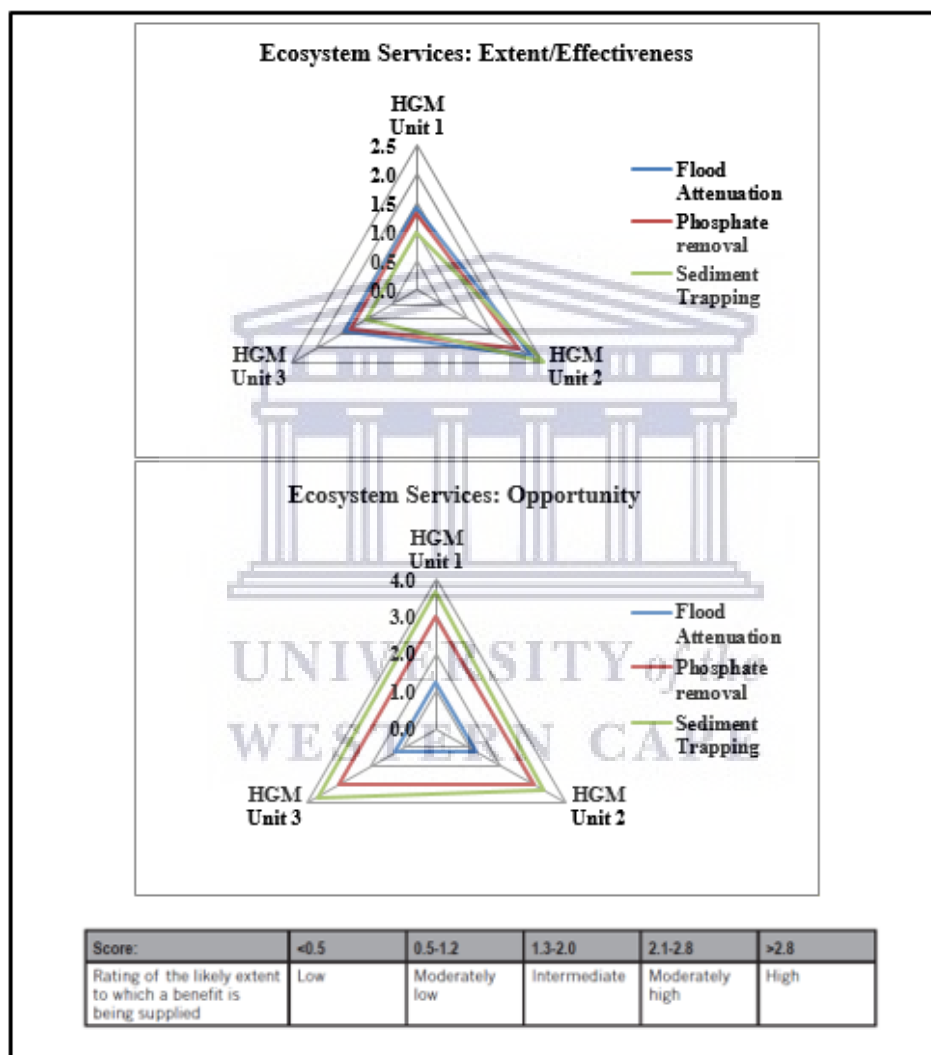 Ecosystem Services: Extent/Effectiveness
HGM
Unit 1
2.5
2.0
1.5
1.0
0.5
0.0
HGM
Unit 3
HGM
Unit 2
Flood
Attenuation
Phosphate
removal
Sediment
Trapping
Ecosystem Services: Opportunity
HGM
Unit 1
4.0
3.0
2.0
1.0
0.0
HGM
Unit 3
HGM
Unit 2
Flood
Attenuation
Phosphate
removal
Sediment
Trapping
UNIVERSITY of the
WESTERN CAPE
Score: <0.5 0.5-1.2 1.3-2.0 2.1-2.8 >2.8
Rating of the likely extent Low Moderately Intermediate Moderately High
to which a benefit is low high
being supplied